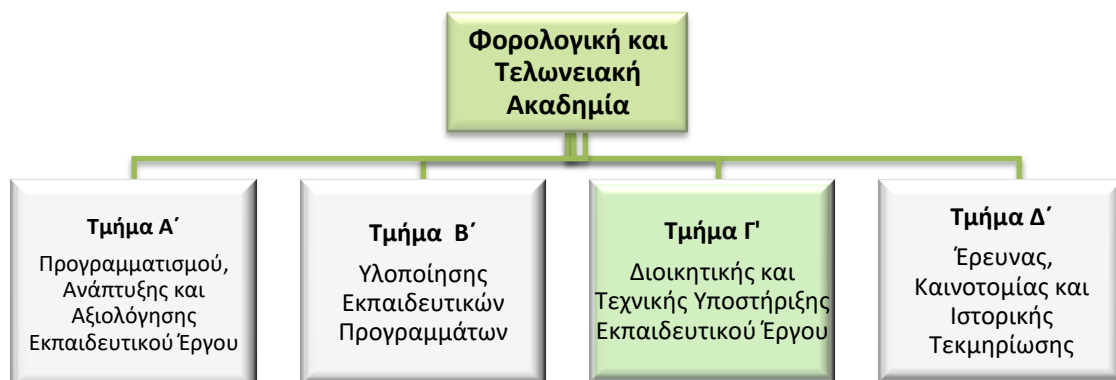 Φορολογική και
Τελωνειακή
Ακαδημία
Τμήμα Α΄
Προγραμματισμού,
Ανάπτυξης και
Αξιολόγησης
Εκπαιδευτικού Έργου
Τμήμα Β΄
Υλοποίησης
Εκπαιδευτικών
Προγραμμάτων
Τμήμα Γ'
Διοικητικής και
Τεχνικής Υποστήριξης
Εκπαιδευτικού Έργου
Τμήμα Δ΄
Έρευνας,
Καινοτομίας και
Ιστορικής
Τεκμηρίωσης